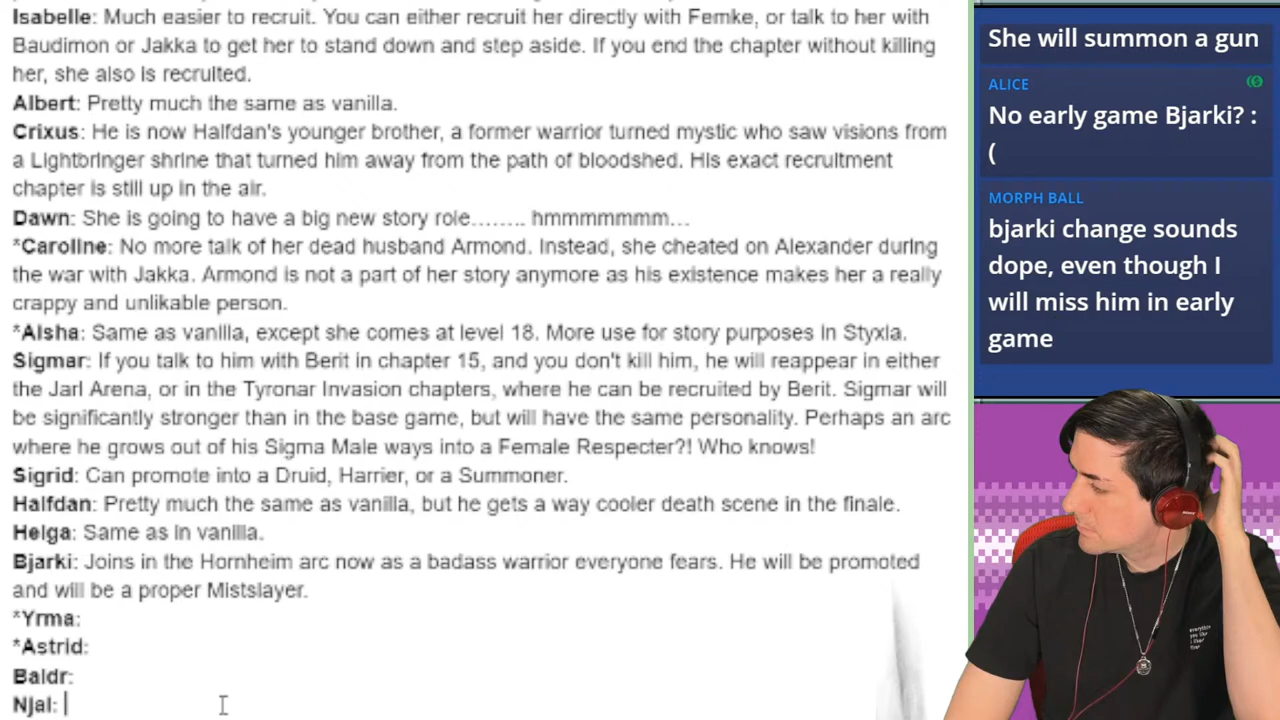 Isabelle: Much easier to recruit. You can either recruit her directly with Femke, or talk to her with
Baudimon or Jakka to get her to stand down and step aside. If you end the chapter without killing
her, she also is recruited.
Albert: Pretty much the same as vanilla.
Crixus: He is now Halfdan's younger brother, a former warrior turned mystic who saw visions from
a Lightbringer shrine that turned him away from the path of bloodshed. His exact recruitment
chapter is still up in the air.
Dawn: She is going to have a big new story role........ hmmmmmmm...
*Caroline: No more talk of her dead husband Armond. Instead, she cheated on Alexander during
the war with Jakka. Armond is not a part of her story anymore as his existence makes her a really
crappy and unlikable person.
*Aisha: Same as vanilla, except she comes at level 18. More use for story purposes in Styxia.
Sigmar: If you talk to him with Berit in chapter 15, and you don't kill him, he will reappear in either
the Jarl Arena, or in the Tyronar Invasion chapters, where he can be recruited by Berit. Sigmar will
be significantly stronger than in the base game, but will have the same personality. Perhaps an arc
where he grows out of his Sigma Male ways into a Female Respecter?! Who knows!
Sigrid: Can promote into a Druid, Harrier, or a Summoner.
Halfdan: Pretty much the same as vanilla, but he gets a way cooler death scene in the finale.
Helga: Same as in vanilla.
Bjarki: Joins in the Hornheim arc now as a badass warrior everyone fears. He will be promoted
and will be a proper Mistslayer.
*Yrma:
*Astrid:
Baldr:
Njal:
She will summon a gun
ALICE
No early game Bjarki? :
(
MORPH BALL
bjarki change sounds
dope, even though I
will miss him in early
game